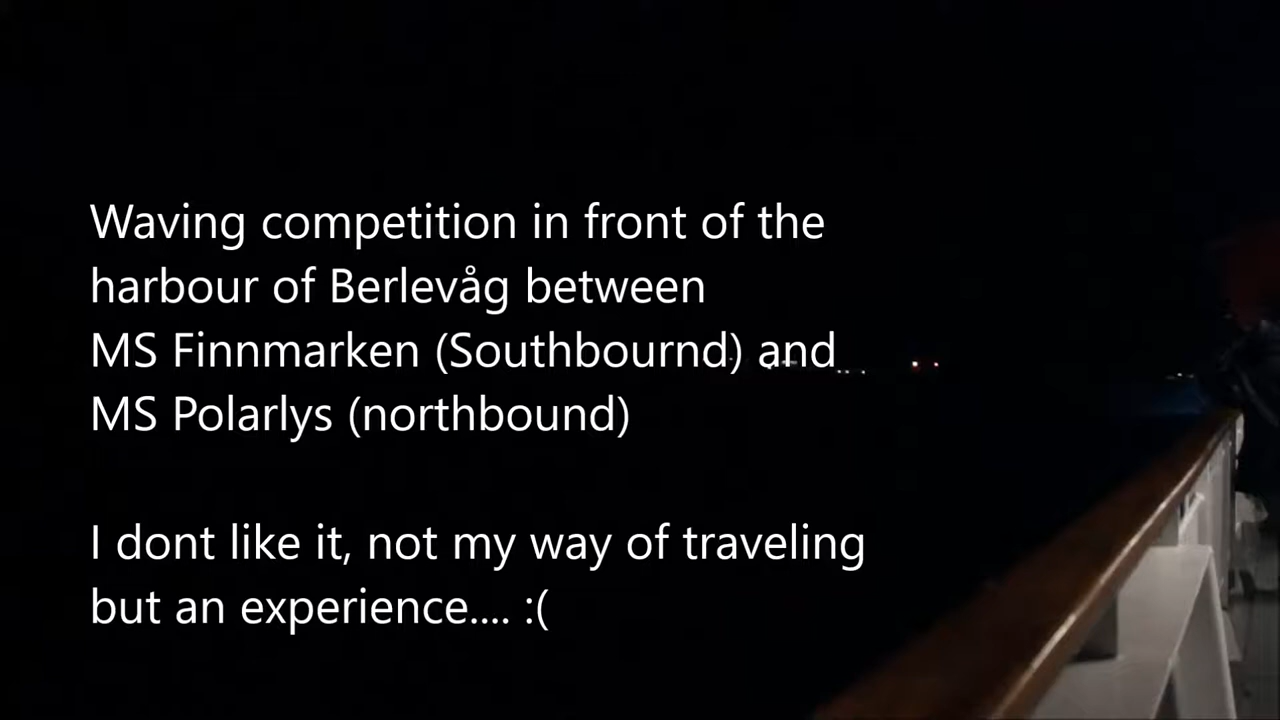 Waving competition in front of the
harbour of Berlevåg between
MS Finnmarken (Southbournd) and
MS Polarlys (northbound)
I dont like it, not my way of traveling
but an experience.... :(